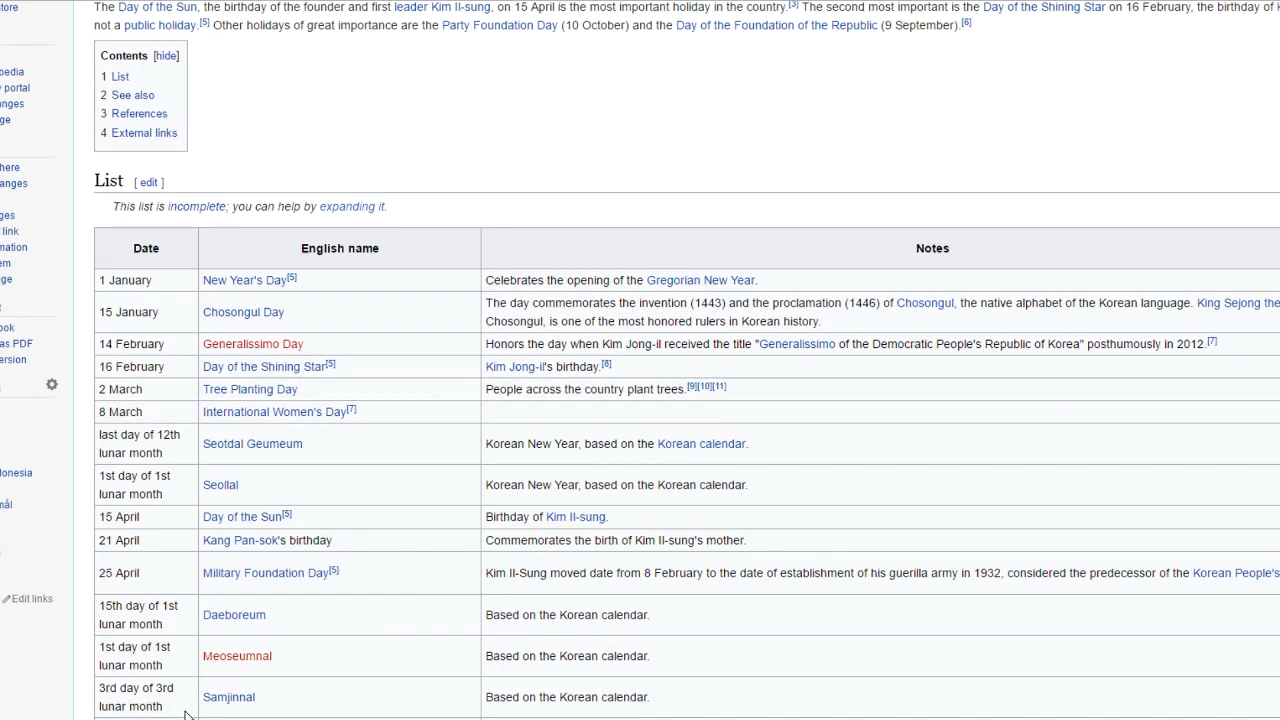 store
The Day of the Sun, the birthday of the founder and first leader Kim Il-sung, on 15 April is the most important holiday in the country.[3] The second most important is the Day of the Shining Star on 16 February, the birthday of
not a public holiday.[5] Other holidays of great importance are the Party Foundation Day (10 October) and the Day of the Foundation of the Republic (9 September).[6]
Contents [hide]
1 List
2 See also
3 References
4 External links
pedia
portal
anges
ge
here
anges
ges
link
mation
em
ge
ook
as PDF
ersion
donesia
mål
Edit links
List [ edit ]
This list is incomplete; you can help by expanding it.
Date English name Notes
1 January New Year's Day[5] Celebrates the opening of the Gregorian New Year.
15 January Chosongul Day The day commemorates the invention (1443) and the proclamation (1446) of Chosongul, the native alphabet of the Korean language. King Sejong the
Chosongul, is one of the most honored rulers in Korean history.
14 February Generalissimo Day Honors the day when Kim Jong-il received the title "Generalissimo of the Democratic People's Republic of Korea" posthumously in 2012.[7]
16 February Day of the Shining Star[5] Kim Jong-il's birthday.[8]
2 March Tree Planting Day People across the country plant trees.[9][10][11]
8 March International Women's Day[7]
last day of 12th
lunar month Seotdal Geumeum Korean New Year, based on the Korean calendar.
1st day of 1st
lunar month Seollal Korean New Year, based on the Korean calendar.
15 April Day of the Sun[5] Birthday of Kim Il-sung.
21 April Kang Pan-sok's birthday Commemorates the birth of Kim Il-sung's mother.
25 April Military Foundation Day[5] Kim Il-Sung moved date from 8 February to the date of establishment of his guerilla army in 1932, considered the predecessor of the Korean People's
15th day of 1st
lunar month Daeboreum Based on the Korean calendar.
1st day of 1st
lunar month Meoseumnal Based on the Korean calendar.
3rd day of 3rd
lunar month Samjinnal Based on the Korean calendar.